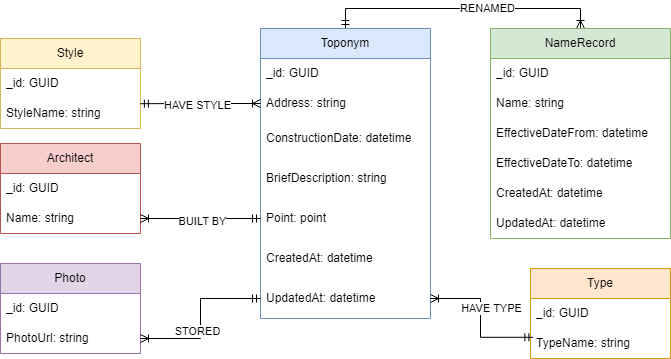 RENAMED
Style
_id: GUID
StyleName: string
HAVE STYLE
Architect
_id: GUID
Name: string
BUILT BY
Photo
_id: GUID
PhotoUrl: string
STORED
Toponym
_id: GUID
Address: string
ConstructionDate: datetime
BriefDescription: string
Point: point
CreatedAt: datetime
UpdatedAt: datetime
NameRecord
_id: GUID
Name: string
EffectiveDateFrom: datetime
EffectiveDateTo: datetime
CreatedAt: datetime
UpdatedAt: datetime
HAVE TYPE
Type
_id: GUID
TypeName: string